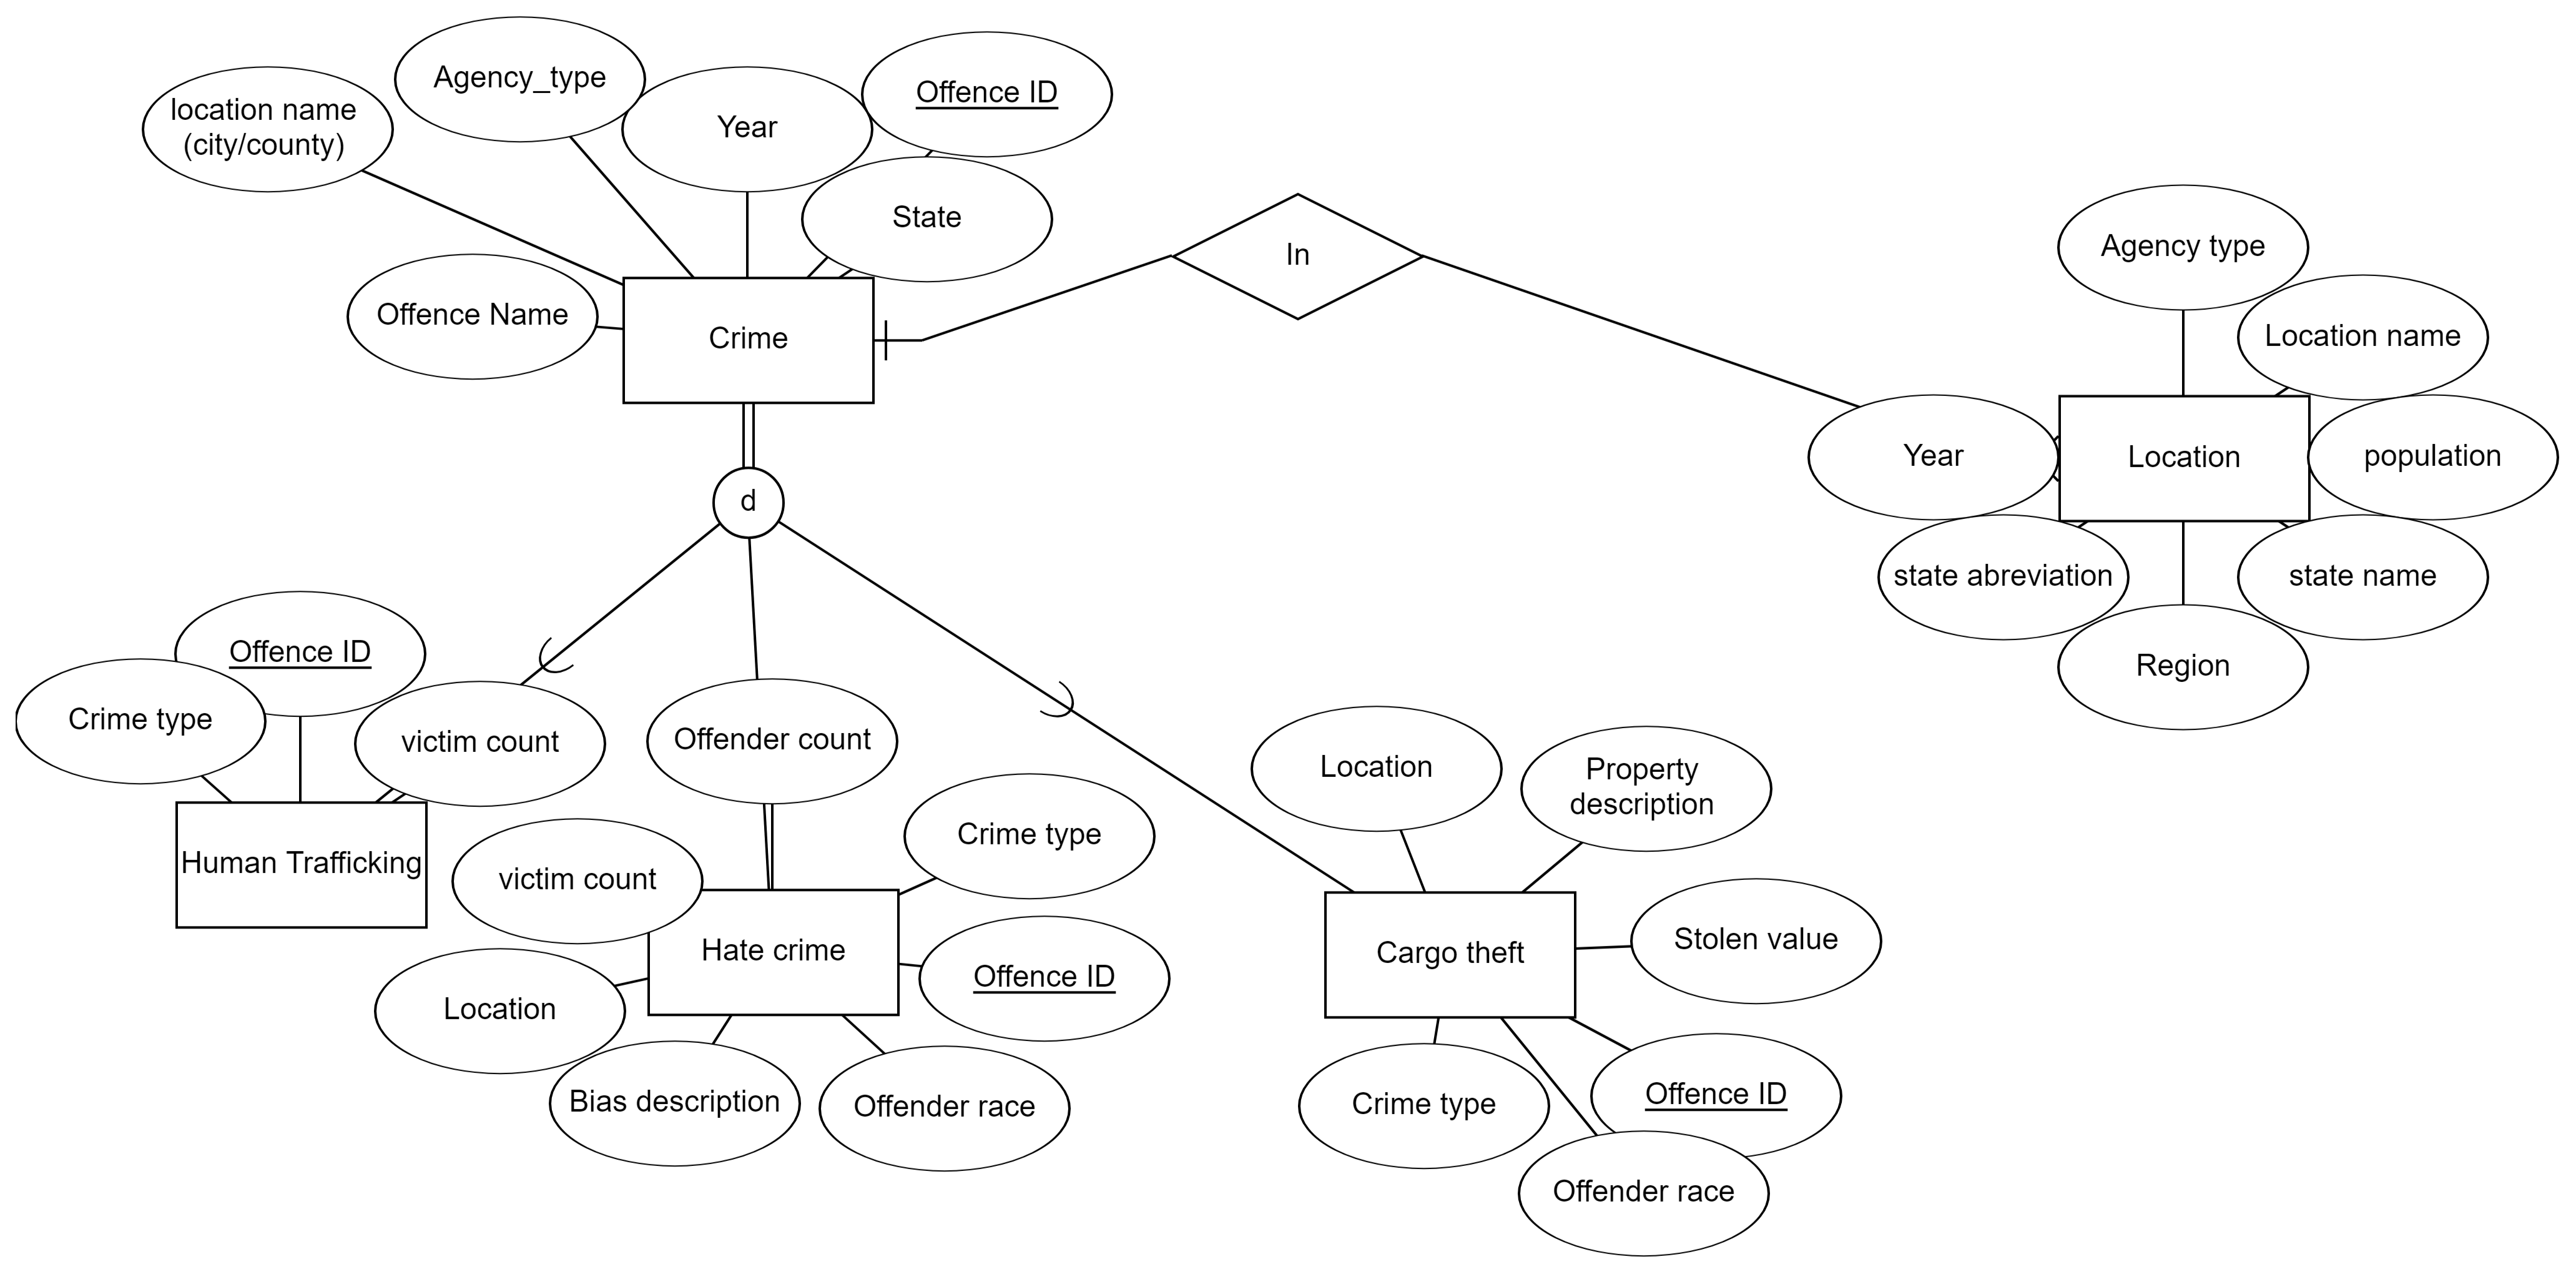 Agency_type
Offence ID
location name
(city/county)
Year
State
Offence Name
Crime
In
Agency type
Location name
Year
Location
population
state abreviation
state name
Region
d
Offence ID
Crime type
victim count
Human Trafficking
Offender count
victim count
Crime type
Hate crime
Offence ID
Location
Bias description
Offender race
Location
Property
description
Stolen value
Cargo theft
Crime type
Offence ID
Offender race